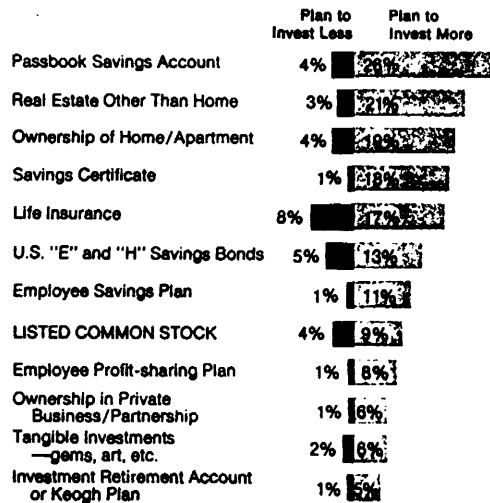 Plan to Plan to
Invest Less Invest More
Passbook Savings Account 4% 26%
Real Estate Other Than Home 3% 21%
Ownership of Home/Apartment 4% 19%
Savings Certificate 1% 18%
Life Insurance 8% 17%
U.S. "E" and "H" Savings Bonds 5% 13%
Employee Savings Plan 1% 11%
LISTED COMMON STOCK 4% 9%
Employee Profit-sharing Plan 1% 8%
Ownership in Private
Business/Partnership 1% 6%
Tangible Investments
—gems, art, etc. 2% 6%
Investment Retirement Account
or Keogh Plan 1% 5%